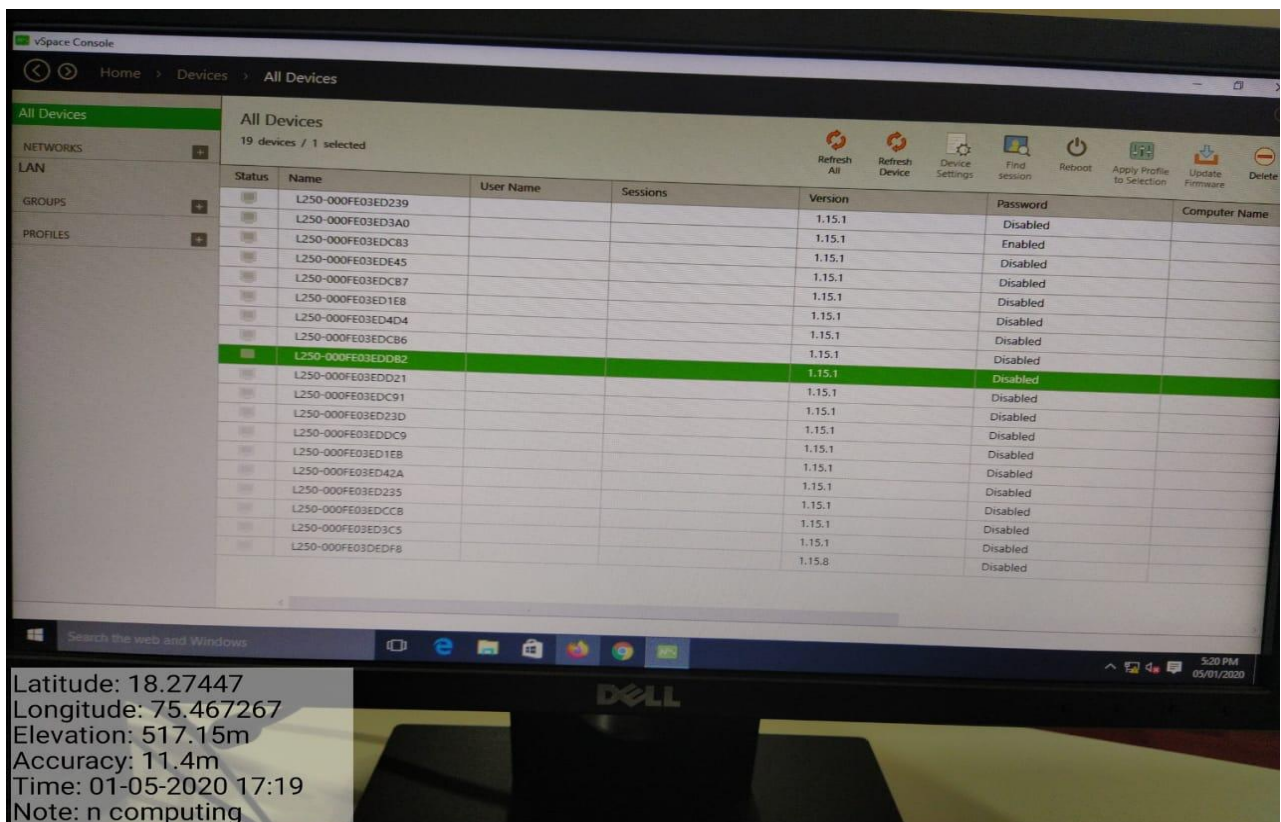 vSpace Console
Home > Devices > All Devices
All Devices
NETWORKS
LAN
GROUPS
PROFILES
All Devices
19 devices / 1 selected
Refresh All
Refresh Device
Device Settings
Find session
Reboot
Apply Profile to Selection
Update Firmware
Delete
Status Name User Name Sessions Version Password Computer Name
L250-000FE03ED239 1.15.1 Disabled
L250-000FE03ED3A0 1.15.1 Enabled
L250-000FE03EDC83 1.15.1 Disabled
L250-000FE03EDE45 1.15.1 Disabled
L250-000FE03EDCB7 1.15.1 Disabled
L250-000FE03ED1E8 1.15.1 Disabled
L250-000FE03ED4D4 1.15.1 Disabled
L250-000FE03EDCB6 1.15.1 Disabled
L250-000FE03EDDB2 1.15.1 Disabled
L250-000FE03EDD21 1.15.1 Disabled
L250-000FE03EDC91 1.15.1 Disabled
L250-000FE03ED23D 1.15.1 Disabled
L250-000FE03EDDC9 1.15.1 Disabled
L250-000FE03ED1EB 1.15.1 Disabled
L250-000FE03ED42A 1.15.1 Disabled
L250-000FE03ED235 1.15.1 Disabled
L250-000FE03EDCCB 1.15.1 Disabled
L250-000FE03ED3C5 1.15.1 Disabled
L250-000FE03DEDF8 1.15.8 Disabled
Search the web and Windows
5:20 PM
05/01/2020
DELL
Latitude: 18.27447
Longitude: 75.467267
Elevation: 517.15m
Accuracy: 11.4m
Time: 01-05-2020 17:19
Note: n computing